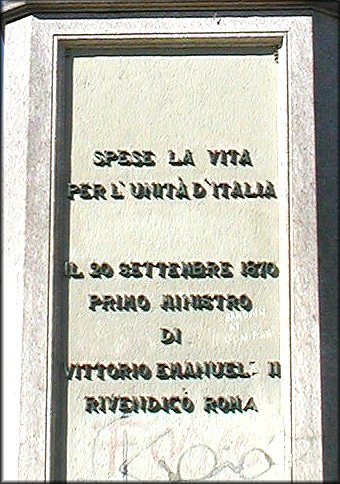 SPESE LA VITA
PER L'UNITÀ D'ITALIA
IL 20 SETTEMBRE 1870
PRIMO MINISTRO
DI
VITTORIO EMANUELE II
RIVENDICÒ ROMA